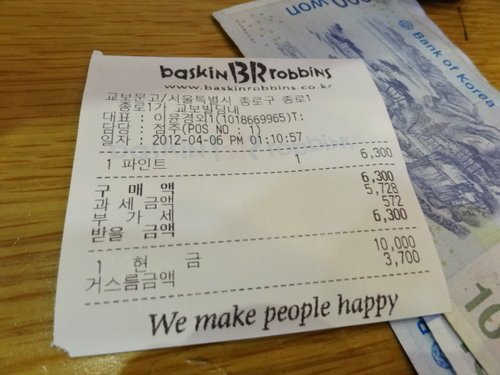 baskin BR robbins
www.baskinrobbins.co.kr
교보문고/서울특별시 종로구 종로1
종로1가 교보빌딩내
대표 : 이윤경외1(1018669965)T:
담당 : 점주(POS NO : 1)
일자 : 2012-04-06 PM 01:10:57
1 파인트 1 6,300
구 매 액 6,300
과 세 금 액 5,728
부 가 세 572
받 을 금 액 6,300
1 현 금 10,000
거스름금액 3,700
We make people happy
won
Bank of Korea
10